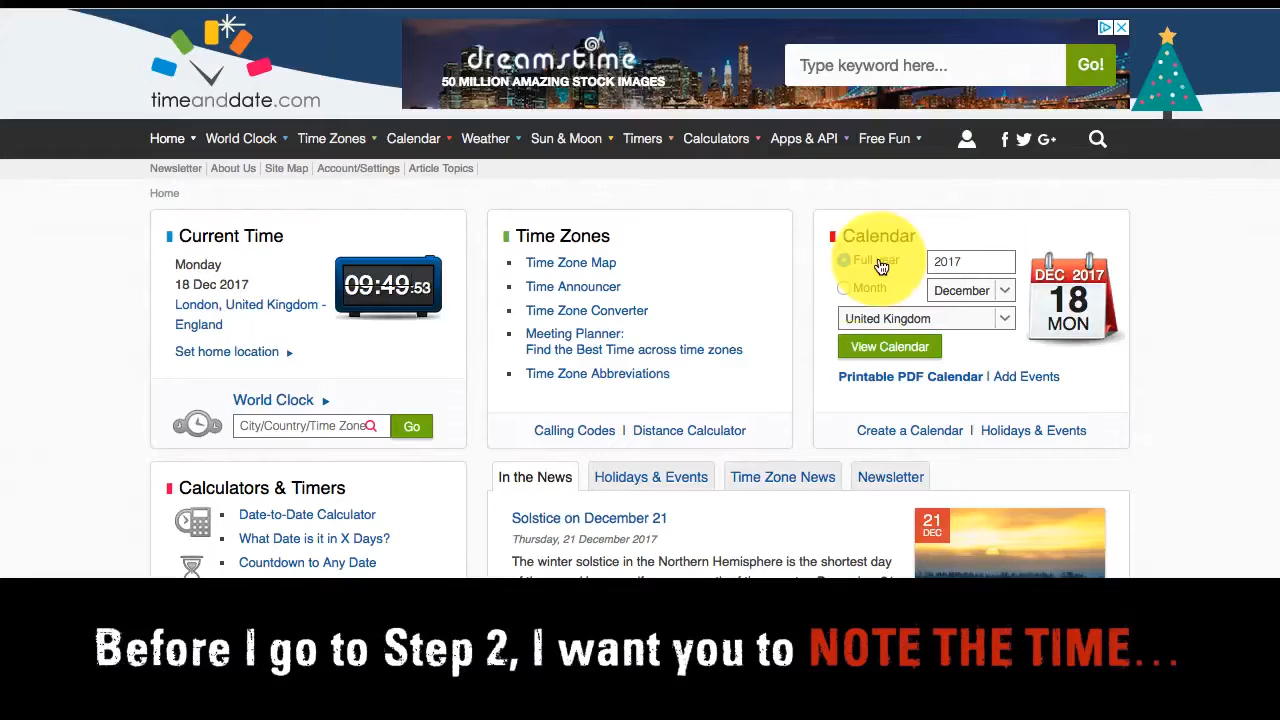 timeanddate.com
dreamstime
50 MILLION AMAZING STOCK IMAGES
Type keyword here...
Go!
Home World Clock Time Zones Calendar Weather Sun & Moon Timers Calculators Apps & API Free Fun
Newsletter | About Us | Site Map | Account/Settings | Article Topics |
Home
Current Time
Monday
18 Dec 2017
London, United Kingdom -
England
Set home location
09:49:53
World Clock
City/Country/Time Zone
Go
Time Zones
Time Zone Map
Time Announcer
Time Zone Converter
Meeting Planner:
Find the Best Time across time zones
Time Zone Abbreviations
Calling Codes | Distance Calculator
Calendar
Full year
2017
Month
December
United Kingdom
View Calendar
DEC 2017
18
MON
Printable PDF Calendar | Add Events
Create a Calendar | Holidays & Events
Calculators & Timers
Date-to-Date Calculator
What Date is it in X Days?
Countdown to Any Date
In the News Holidays & Events Time Zone News Newsletter
Solstice on December 21
Thursday, 21 December 2017
The winter solstice in the Northern Hemisphere is the shortest day
21
DEC
Before I go to Step 2, I want you to NOTE THE TIME...